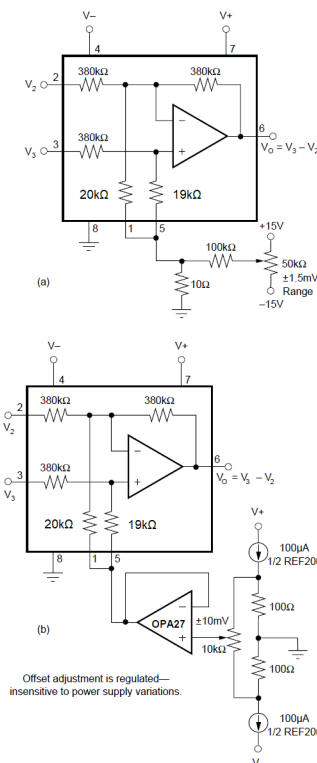 V– V+
4 7
380kΩ 380kΩ
V2 2
6
380kΩ
V3 3
VO = V3 – V2
20kΩ 19kΩ
+15V
8 1 5
100kΩ
50kΩ
±1.5mV
(a)
10Ω
Range
–15V
V– V+
4 7
380kΩ 380kΩ
2
V2
6
380kΩ
3
V3
VO = V3 – V2
V+
20kΩ 19kΩ
100µA
8 1 5
1/2 REF200
±10mV
100Ω
(b)
OPA27
10kΩ
100Ω
Offset adjustment is regulated—
insensitive to power supply variations.
100µA
1/2 REF200